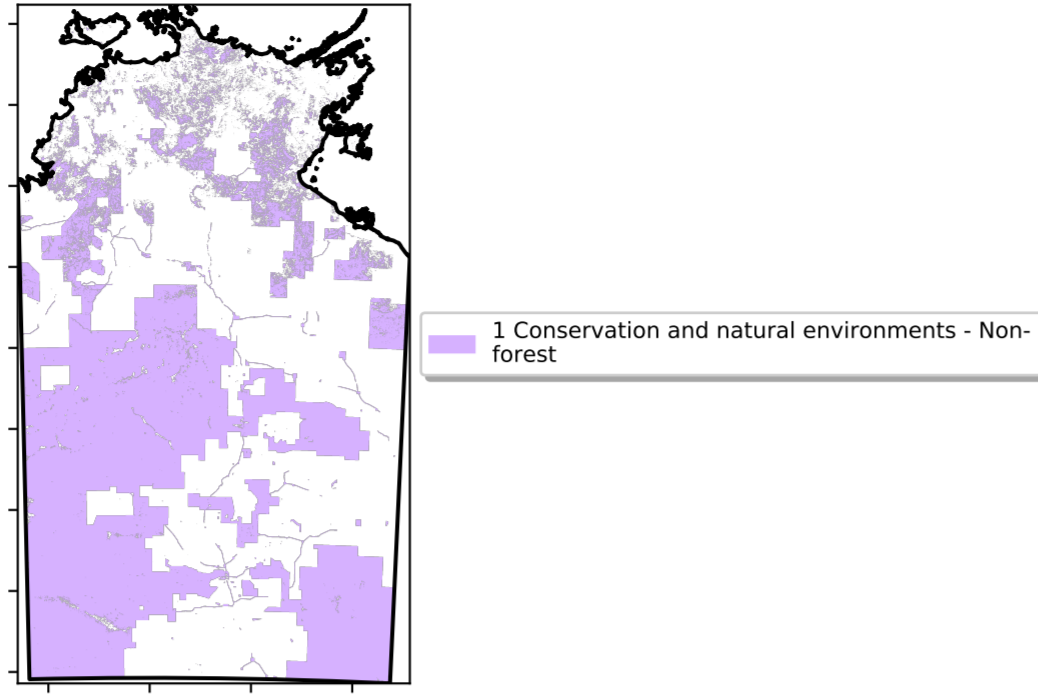 1 Conservation and natural environments - Non-
forest